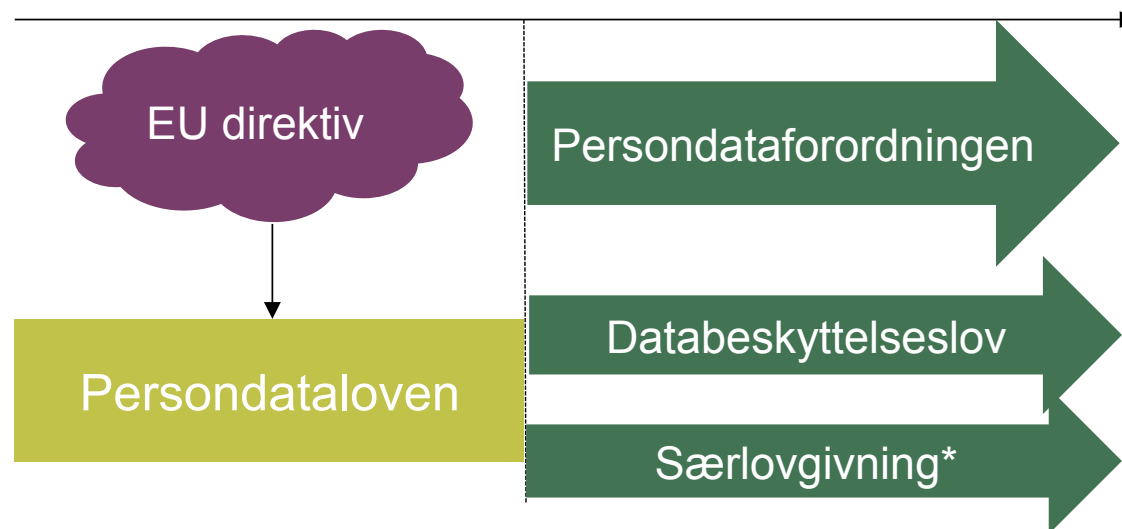 EU direktiv
Persondataforordningen
Databeskyttelseslov
Persondataloven
Særlovgivning*